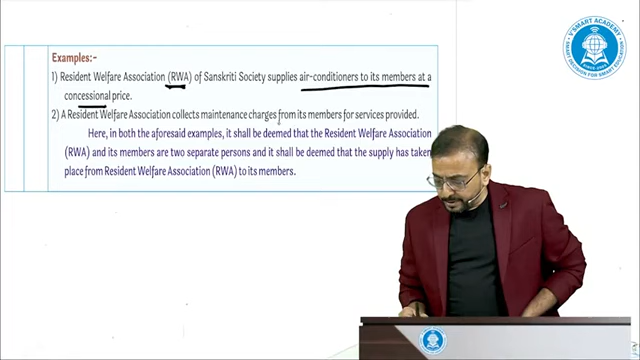 Examples:-
1) Resident Welfare Association (RWA) of Sanskriti Society supplies air-conditioners to its members at a
concessional price.
2) A Resident Welfare Association collects maintenance charges from its members for services provided.
Here, in both the aforesaid examples, it shall be deemed that the Resident Welfare Association
(RWA) and its members are two separate persons and it shall be deemed that the supply has taken
place from Resident Welfare Association (RWA) to its members.
V SMART ACADEMY